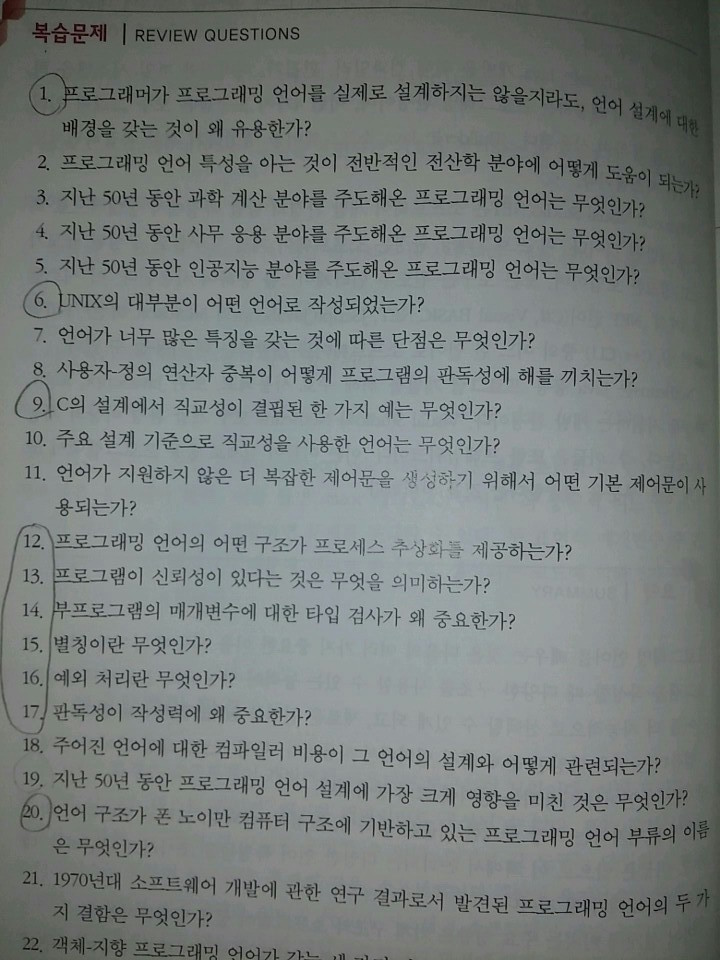 복습문제 | REVIEW QUESTIONS
1. 프로그래머가 프로그래밍 언어를 실제로 설계하지는 않을지라도, 언어 설계에 대한
배경을 갖는 것이 왜 유용한가?
2. 프로그래밍 언어 특성을 아는 것이 전반적인 전산학 분야에 어떻게 도움이 되는가?
3. 지난 50년 동안 과학 계산 분야를 주도해온 프로그래밍 언어는 무엇인가?
4. 지난 50년 동안 사무 응용 분야를 주도해온 프로그래밍 언어는 무엇인가?
5. 지난 50년 동안 인공지능 분야를 주도해온 프로그래밍 언어는 무엇인가?
6. UNIX의 대부분이 어떤 언어로 작성되었는가?
7. 언어가 너무 많은 특징을 갖는 것에 따른 단점은 무엇인가?
8. 사용자-정의 연산자 중복이 어떻게 프로그램의 판독성에 해를 끼치는가?
9. C의 설계에서 직교성이 결핍된 한 가지 예는 무엇인가?
10. 주요 설계 기준으로 직교성을 사용한 언어는 무엇인가?
11. 언어가 지원하지 않은 더 복잡한 제어문을 생성하기 위해서 어떤 기본 제어문이 사
용되는가?
12. 프로그래밍 언어의 어떤 구조가 프로세스 추상화를 제공하는가?
13. 프로그램이 신뢰성이 있다는 것은 무엇을 의미하는가?
14. 부프로그램의 매개변수에 대한 타입 검사가 왜 중요한가?
15. 별칭이란 무엇인가?
16. 예외 처리란 무엇인가?
17. 판독성이 작성력에 왜 중요한가?
18. 주어진 언어에 대한 컴파일러 비용이 그 언어의 설계와 어떻게 관련되는가?
19. 지난 50년 동안 프로그래밍 언어 설계에 가장 크게 영향을 미친 것은 무엇인가?
20. 언어 구조가 폰 노이만 컴퓨터 구조에 기반하고 있는 프로그래밍 언어 부류의 이름
은 무엇인가?
21. 1970년대 소프트웨어 개발에 관한 연구 결과로서 발견된 프로그래밍 언어의 두 가
지 결함은 무엇인가?
22. 객체-지향 프로그래밍 언어가 갖는 세